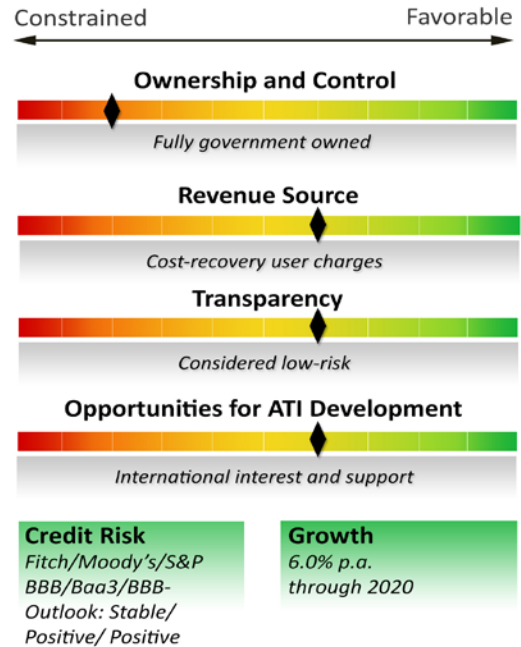 Constrained Favorable
Ownership and Control
Fully government owned
Revenue Source
Cost-recovery user charges
Transparency
Considered low-risk
Opportunities for ATI Development
International interest and support
Credit Risk
Fitch/Moody's/S&P
BBB/Baa3/BBB-
Outlook: Stable/
Positive/ Positive
Growth
6.0% p.a.
through 2020